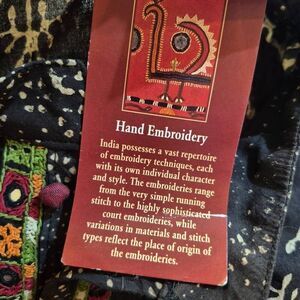 Hand Embroidery
India possesses a vast repertoire
of embroidery techniques, each
with its own individual character
and style. The embroideries range
from the very simple running
stitch to the highly sophisticated
court embroideries, while
variations in materials and stitch
types reflect the place of origin of
the embroideries.